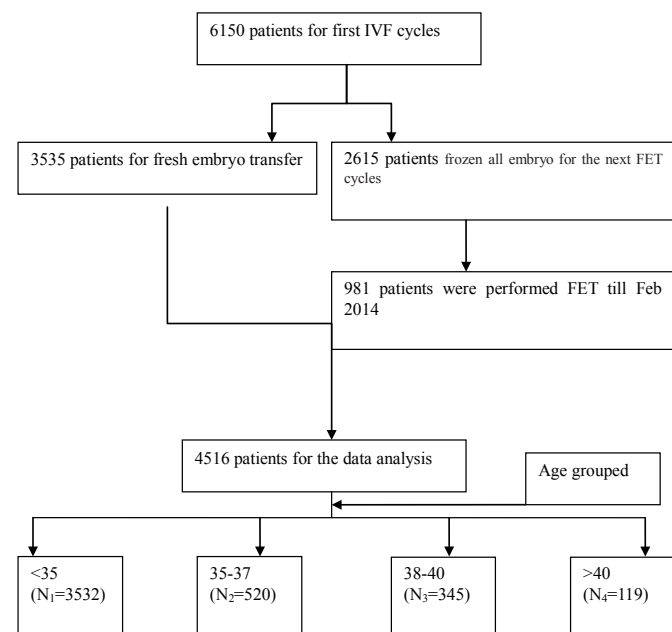 6150 patients for first IVF cycles
3535 patients for fresh embryo transfer
2615 patients frozen all embryo for the next FET
cycles
981 patients were performed FET till Feb
2014
4516 patients for the data analysis
Age grouped
<35
(N₁=3532)
35-37
(N₂=520)
38-40
(N₃=345)
>40
(N₄=119)